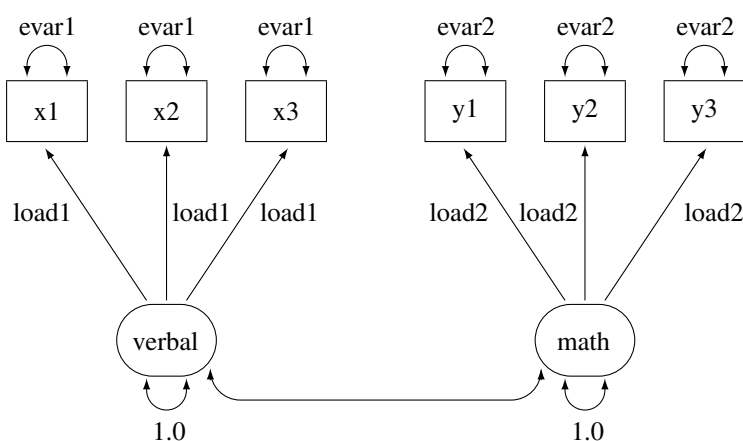 evar1 evar1 evar1 evar2 evar2 evar2
x1 x2 x3 y1 y2 y3
load1 load1 load1 load2 load2 load2
verbal math
1.0 1.0